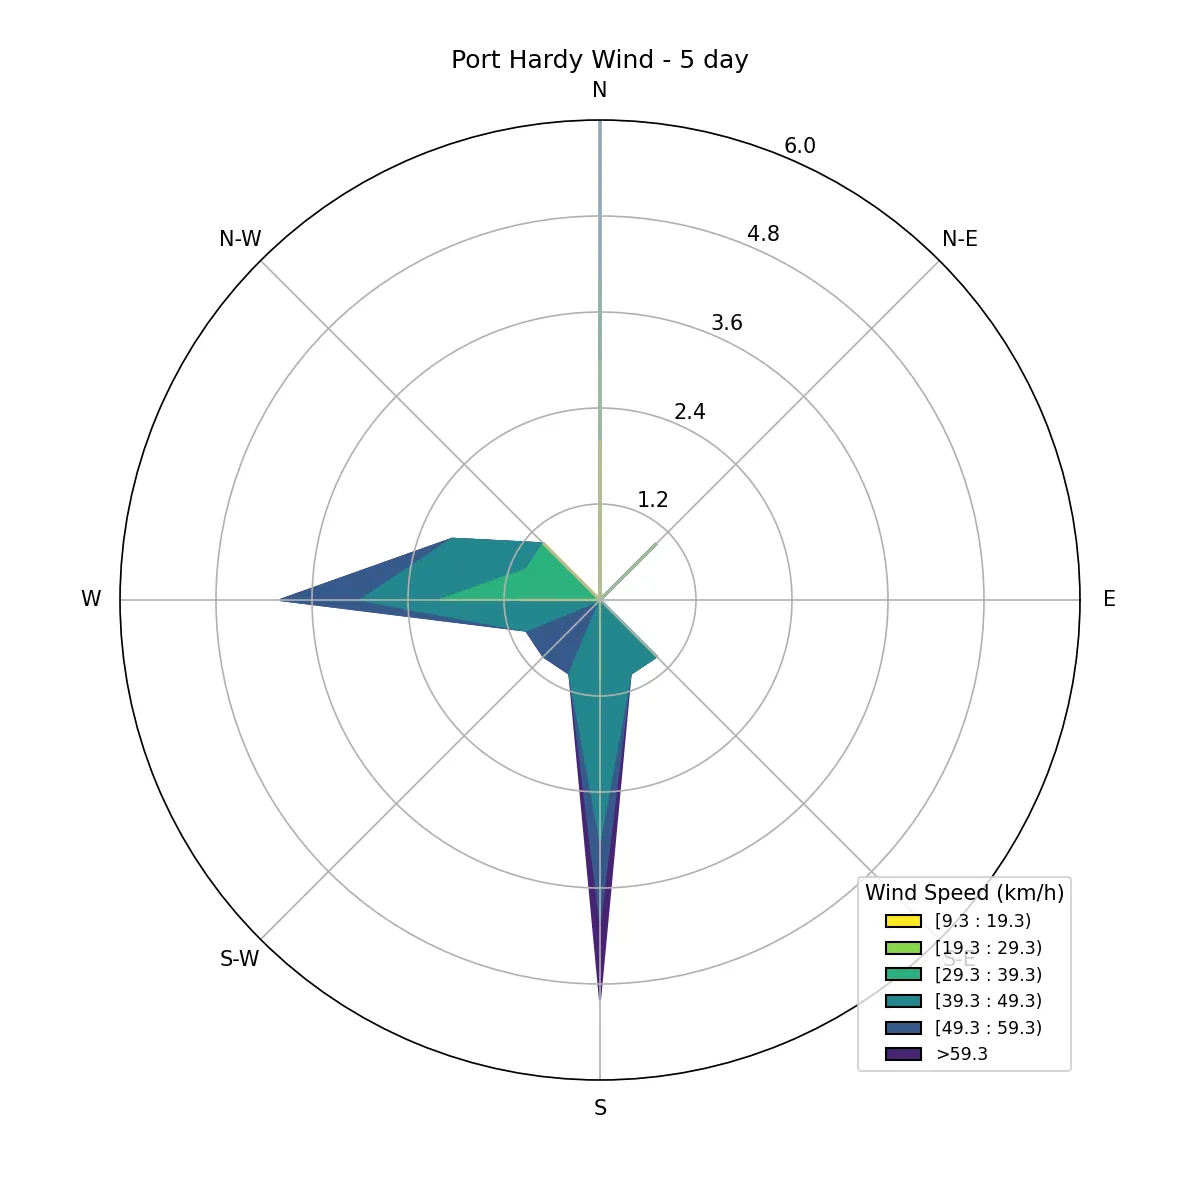 Port Hardy Wind - 5 day
N
6.0
4.8
N-W
N-E
3.6
2.4
1.2
W
E
S-W
S-E
S
Wind Speed (km/h)
[9.3 : 19.3)
[19.3 : 29.3)
[29.3 : 39.3)
[39.3 : 49.3)
[49.3 : 59.3)
>59.3